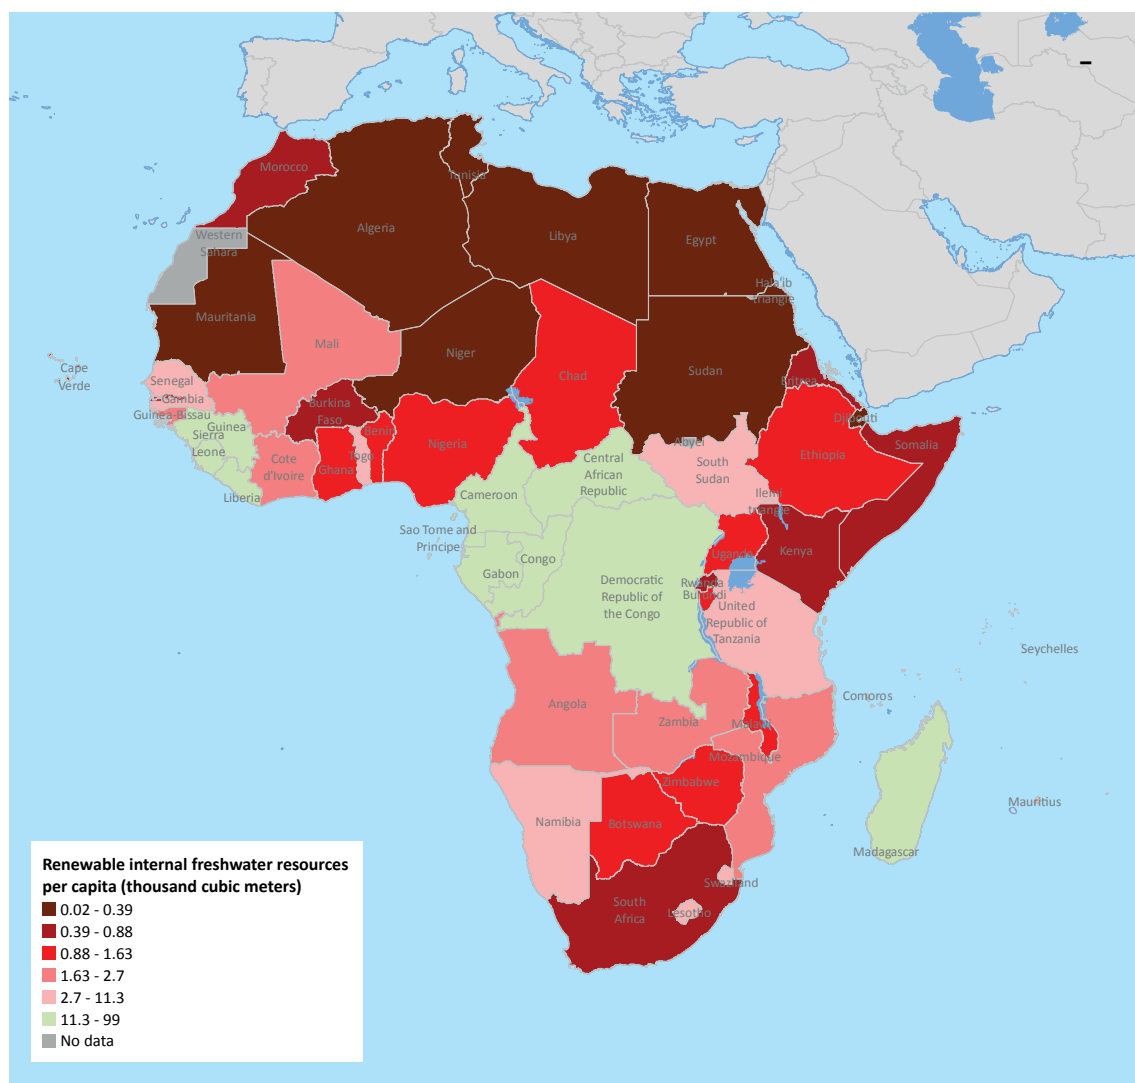 Morocco
Tunisia
Algeria
Libya
Egypt
Western
Sahara
Hala'ib
triangle
Mauritania
Mali
Niger
Chad
Sudan
Eritrea
Cape
Verde
Senegal
Gambia
Guinea-Bissau
Guinea
Burkina
Faso
Djibouti
Sierra
Leone
Benin
Nigeria
Togo
Ghana
Cote
d'Ivoire
Liberia
Abyei
Somalia
Ethiopia
Central
African
Republic
South
Sudan
Cameroon
Ilemi
triangle
Sao Tome and
Principe
Congo
Gabon
Uganda
Kenya
Democratic
Republic of
the Congo
Rwanda
Burundi
United
Republic of
Tanzania
Seychelles
Comoros
Angola
Zambia
Malawi
Mozambique
Zimbabwe
Namibia
Botswana
Mauritius
Madagascar
Swaziland
South
Africa
Lesotho
Renewable internal freshwater resources
per capita (thousand cubic meters)
0.02 - 0.39
0.39 - 0.88
0.88 - 1.63
1.63 - 2.7
2.7 - 11.3
11.3 - 99
No data